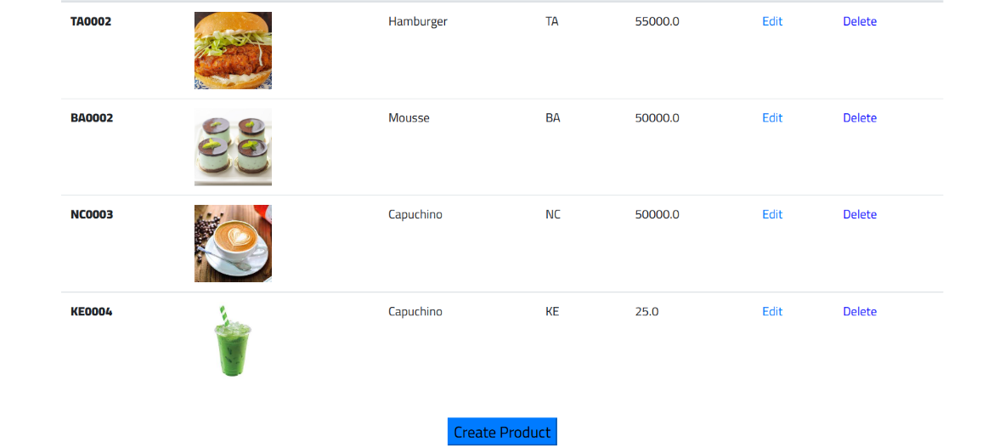 TA0002 Hamburger TA 55000.0 Edit Delete
BA0002 Mousse BA 50000.0 Edit Delete
NC0003 Capuchino NC 50000.0 Edit Delete
KE0004 Capuchino KE 25.0 Edit Delete
Create Product